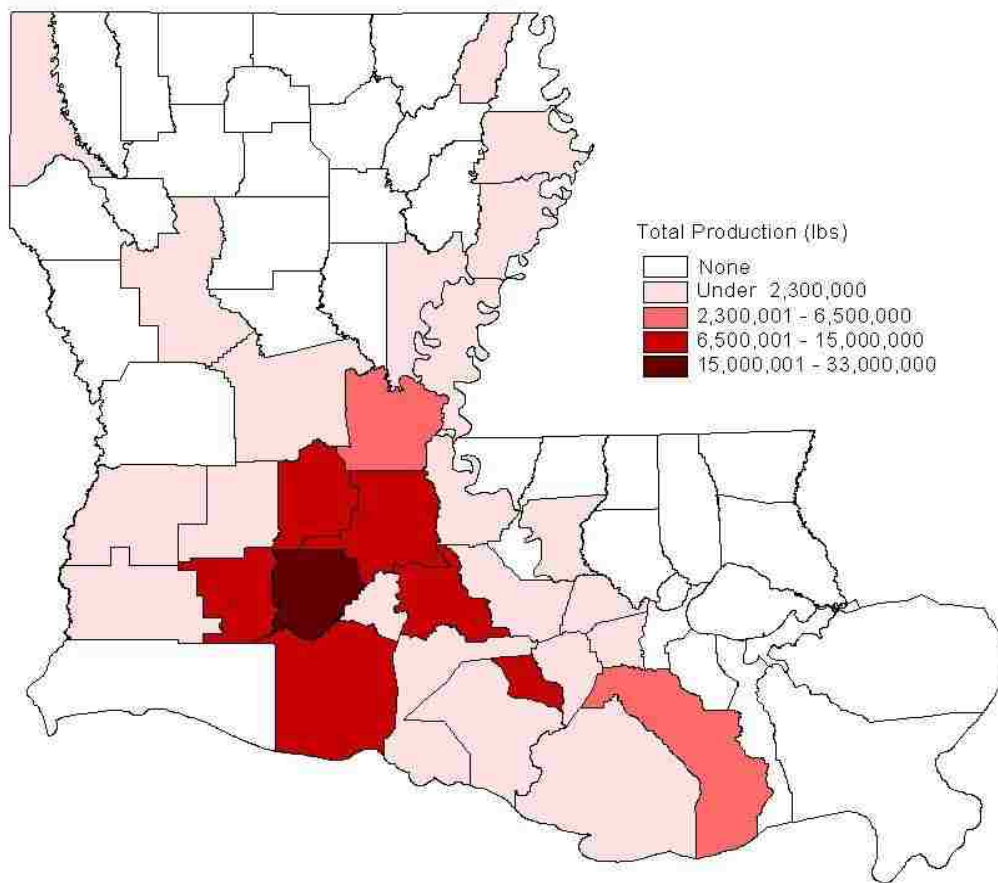 Total Production (lbs)
None
Under 2,300,000
2,300,001 - 6,500,000
6,500,001 - 15,000,000
15,000,001 - 33,000,000